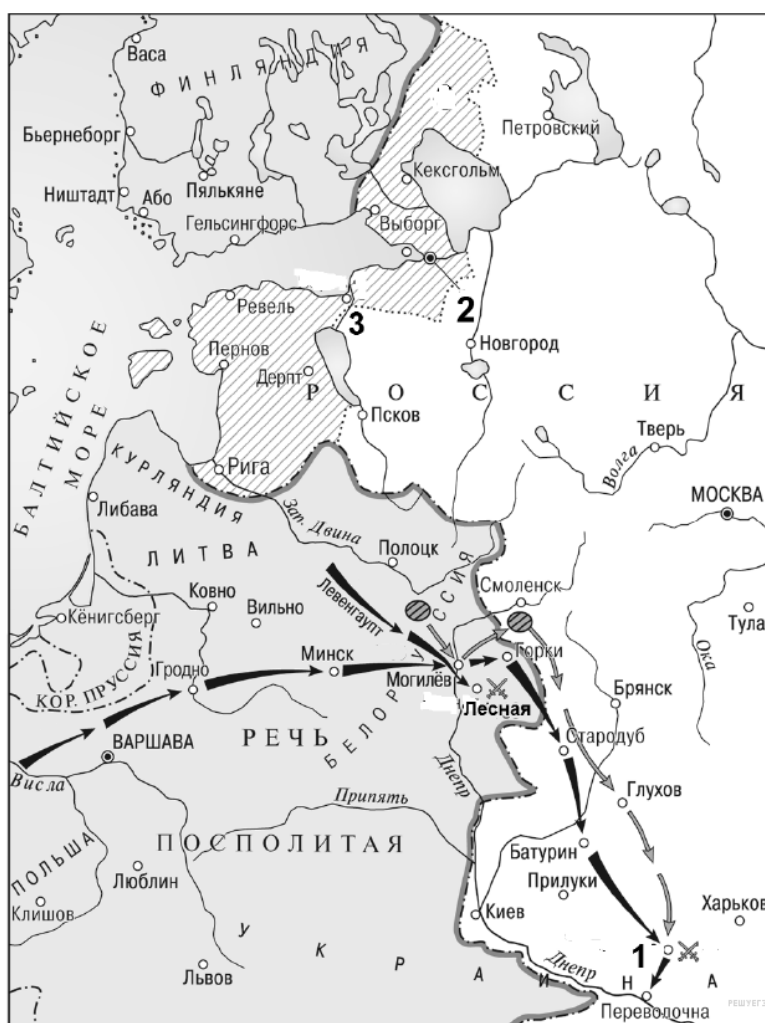 Васа
ФИНЛЯНДИЯ
Петровский
Бьернеборг
Пялькяне
Кексгольм
Ништадт
Або
Гельсингфорс
Выборг
Ревель
3
2
Новгород
Пернов
Дерпт
РОССИЯ
Псков
БАЛТИЙСКОЕ
МОРЕ
Тверь
Волга
Рига
КУРЛЯНДИЯ
МОСКВА
Либава
Зап. Двина
Полоцк
ЛИТВА
Смоленск
Левенгаупт
Ковно
Вильно
Тула
Кёнигсберг
Ока
КОР. ПРУССИЯ
Минск
Горки
Гродно
Могилёв
БЕЛОРУССИЯ
Брянск
Лесная
ВАРШАВА
РЕЧЬ
Стародуб
Висла
Днепр
Припять
Глухов
ПОСПОЛИТАЯ
Батурин
ПОЛЬША
Люблин
Прилуки
Клишов
Киев
Харьков
1
Львов
УКРАИНА
Днепр
Переволочна